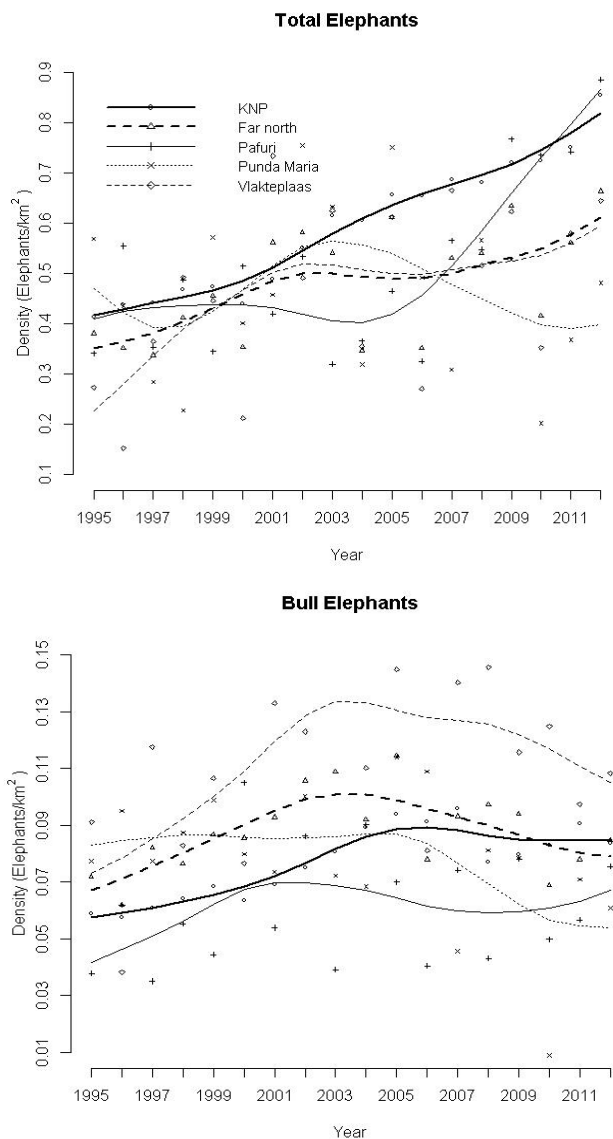 Total Elephants
Density (Elephants/km²)
0.9
0.8
0.7
0.6
0.5
0.4
0.3
0.2
0.1
KNP
Far north
Pafuri
Punda Maria
Vlakteplaas
1995 1997 1999 2001 2003 2005 2007 2009 2011
Year
Bull Elephants
Density (Elephants/km²)
0.15
0.13
0.11
0.09
0.07
0.05
0.03
0.01
1995 1997 1999 2001 2003 2005 2007 2009 2011
Year